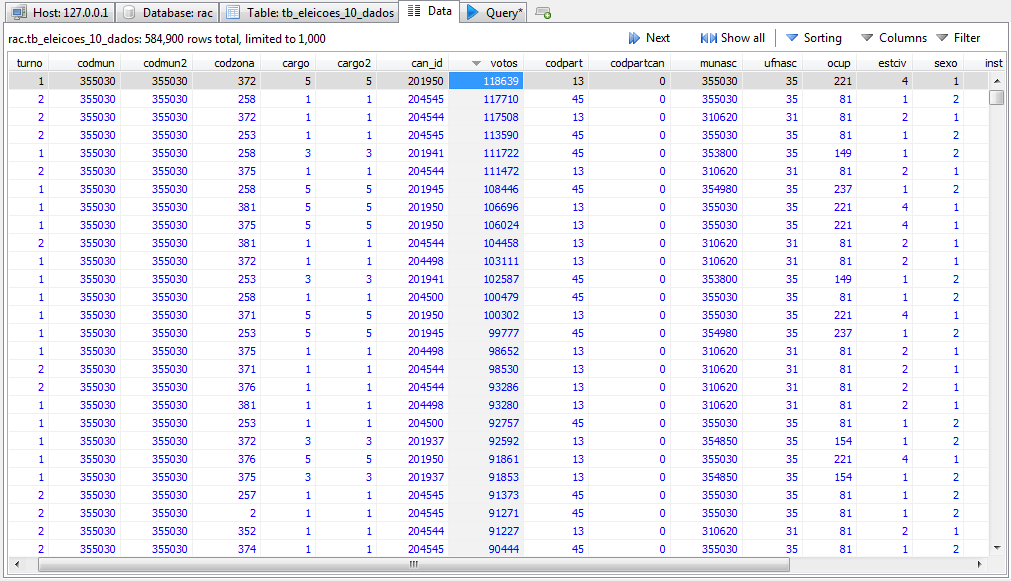 Host: 127.0.0.1 Database: rac Table: tb_eleicoes_10_dados Data Query*
rac.tb_eleicoes_10_dados: 584,900 rows total, limited to 1,000 Next Show all Sorting Columns Filter
turno codmun codmun2 codzona cargo cargo2 can_id votos codpart codpartcan munasc ufnasc ocup estciv sexo inst
1 355030 355030 372 5 5 201950 118639 13 0 355030 35 221 4 1
2 355030 355030 258 1 1 204545 117710 45 0 355030 35 81 1 2
2 355030 355030 372 1 1 204544 117508 13 0 310620 31 81 2 1
2 355030 355030 253 1 1 204545 113590 45 0 355030 35 81 1 2
1 355030 355030 258 3 3 201941 111722 45 0 353800 35 149 1 2
2 355030 355030 375 1 1 204544 111472 13 0 310620 31 81 2 1
1 355030 355030 258 5 5 201945 108446 45 0 354980 35 237 1 2
1 355030 355030 381 5 5 201950 106696 13 0 355030 35 221 4 1
1 355030 355030 375 5 5 201950 106024 13 0 355030 35 221 4 1
2 355030 355030 381 1 1 204544 104458 13 0 310620 31 81 2 1
1 355030 355030 372 1 1 204498 103111 13 0 310620 31 81 2 1
1 355030 355030 253 3 3 201941 102587 45 0 353800 35 149 1 2
1 355030 355030 258 1 1 204500 100479 45 0 355030 35 81 1 2
1 355030 355030 371 5 5 201950 100302 13 0 355030 35 221 4 1
1 355030 355030 253 5 5 201945 99777 45 0 354980 35 237 1 2
1 355030 355030 375 1 1 204498 98652 13 0 310620 31 81 2 1
2 355030 355030 371 1 1 204544 98530 13 0 310620 31 81 2 1
2 355030 355030 376 1 1 204544 93286 13 0 310620 31 81 2 1
1 355030 355030 381 1 1 204498 93280 13 0 310620 31 81 2 1
1 355030 355030 253 1 1 204500 92757 45 0 355030 35 81 1 2
1 355030 355030 372 3 3 201937 92592 13 0 354850 35 154 1 2
1 355030 355030 376 5 5 201950 91861 13 0 355030 35 221 4 1
1 355030 355030 375 3 3 201937 91853 13 0 354850 35 154 1 2
2 355030 355030 257 1 1 204545 91373 45 0 355030 35 81 1 2
2 355030 355030 2 1 1 204545 91271 45 0 355030 35 81 1 2
2 355030 355030 352 1 1 204544 91227 13 0 310620 31 81 2 1
2 355030 355030 374 1 1 204545 90444 45 0 355030 35 81 1 2